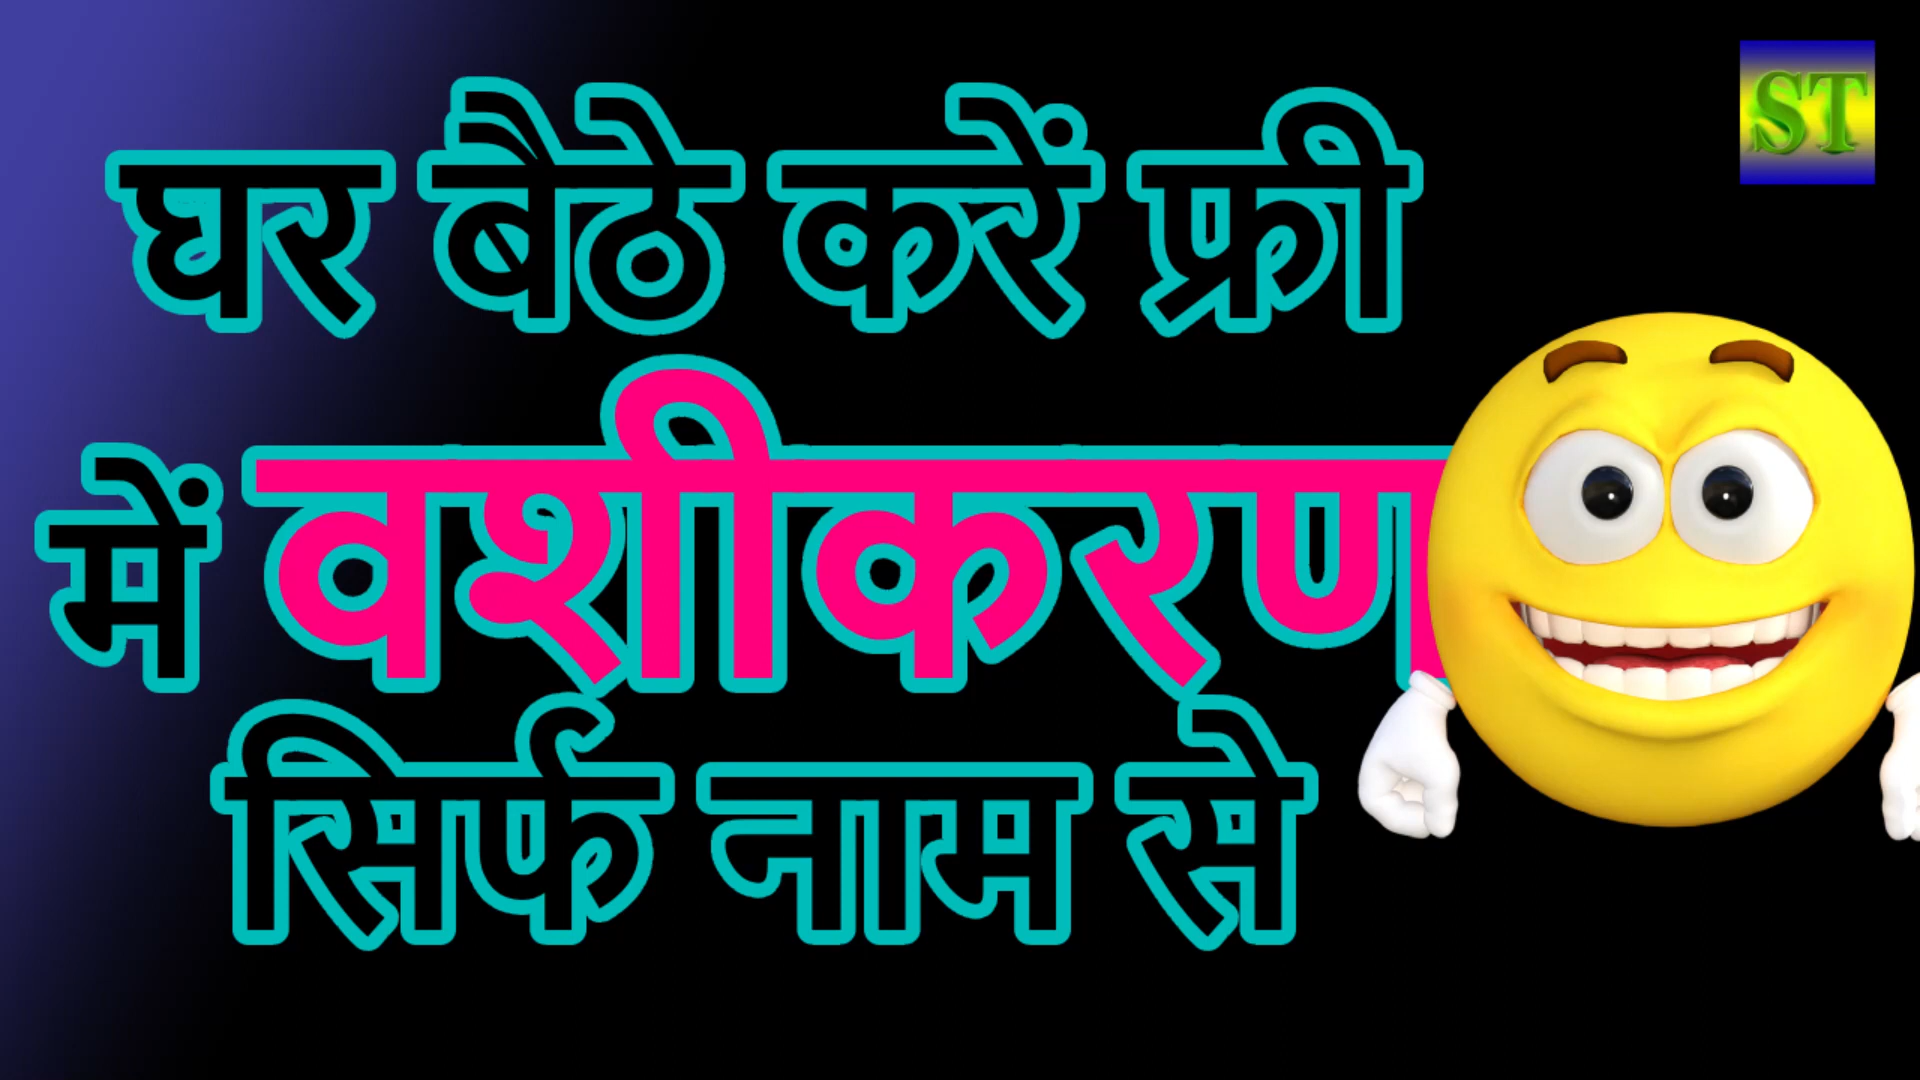 ST
घर बैठे करें फ्री
में वशीकरण
सिर्फ नाम से